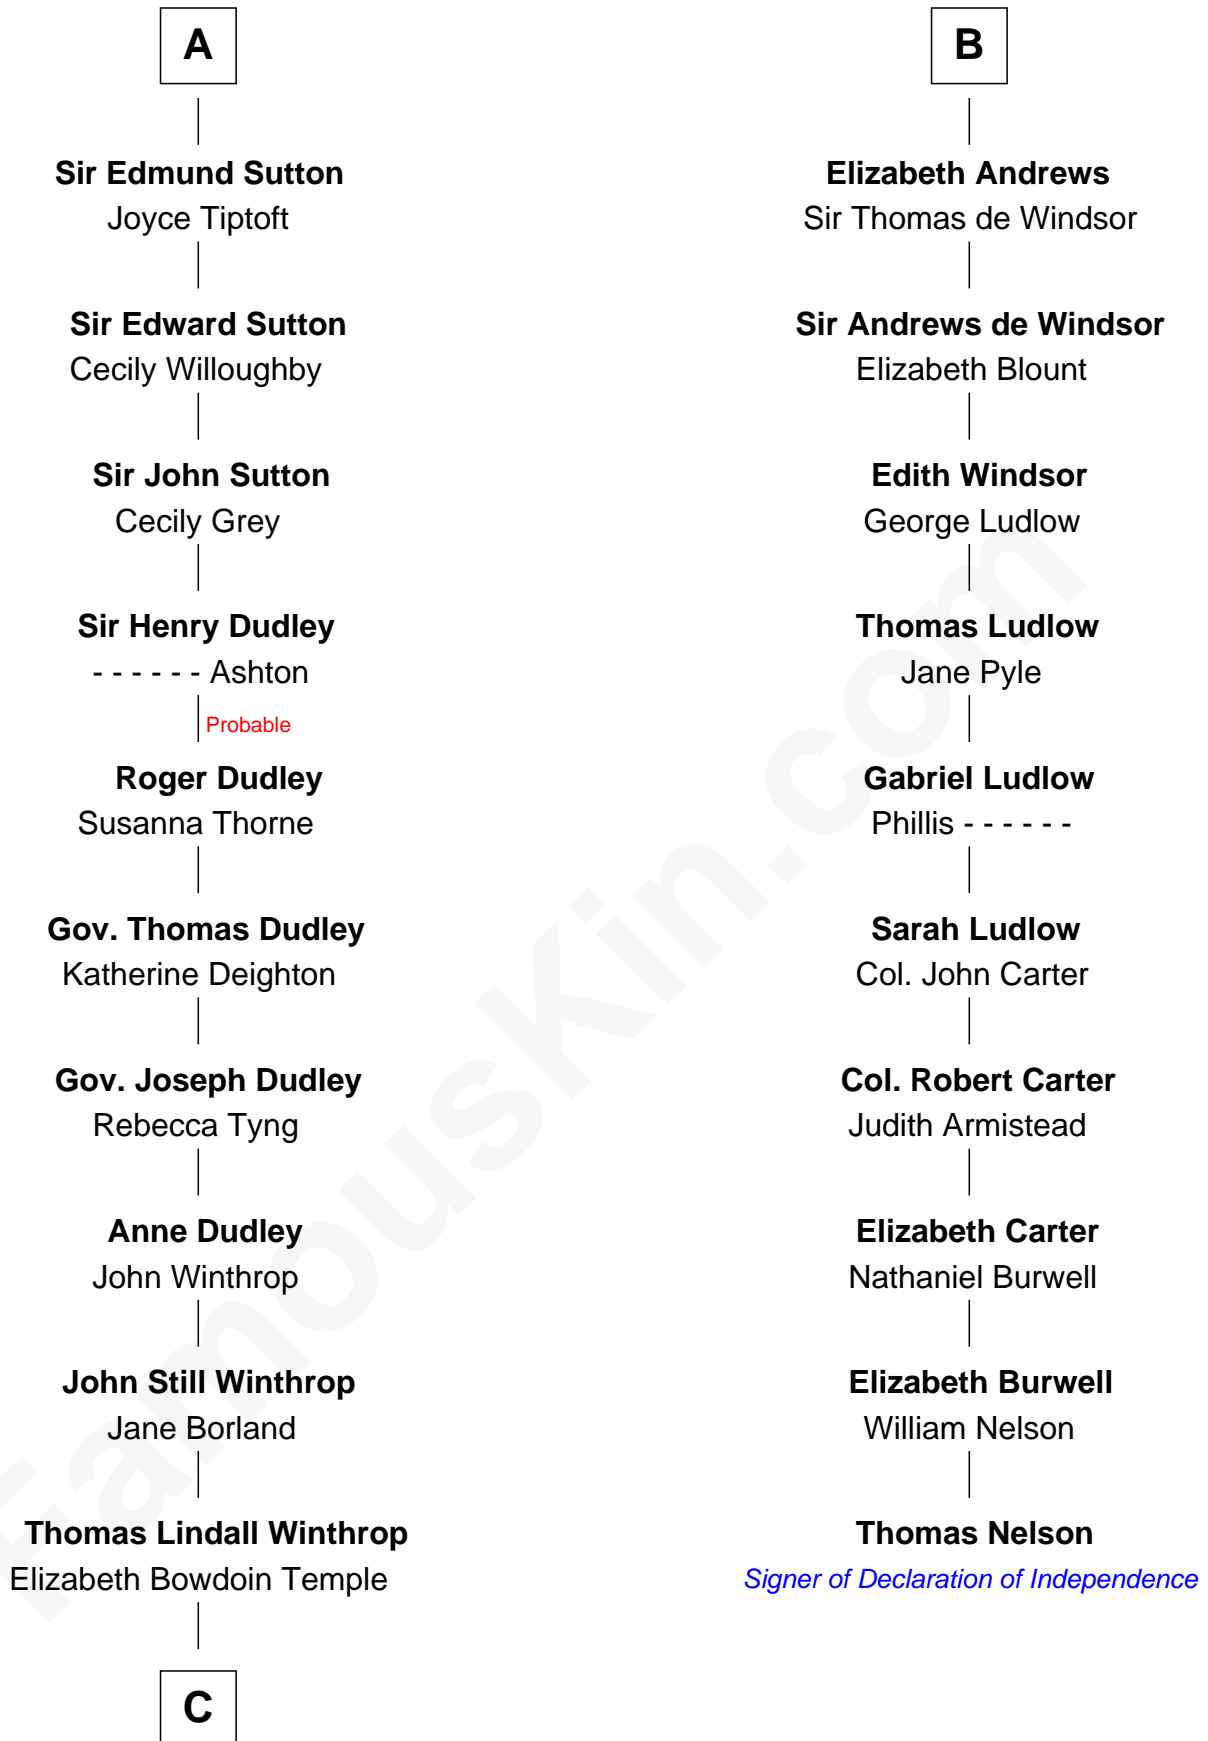 A
Sir Edmund Sutton
Joyce Tiptoft
Sir Edward Sutton
Cecily Willoughby
Sir John Sutton
Cecily Grey
Sir Henry Dudley
- - - - - - Ashton
Probable
Roger Dudley
Susanna Thorne
Gov. Thomas Dudley
Katherine Deighton
Gov. Joseph Dudley
Rebecca Tyng
Anne Dudley
John Winthrop
John Still Winthrop
Jane Borland
Thomas Lindall Winthrop
Elizabeth Bowdoin Temple
C
B
Elizabeth Andrews
Sir Thomas de Windsor
Sir Andrews de Windsor
Elizabeth Blount
Edith Windsor
George Ludlow
Thomas Ludlow
Jane Pyle
Gabriel Ludlow
Phillis - - - - - -
Sarah Ludlow
Col. John Carter
Col. Robert Carter
Judith Armistead
Elizabeth Carter
Nathaniel Burwell
Elizabeth Burwell
William Nelson
Thomas Nelson
Signer of Declaration of Independence
FamousKin.com